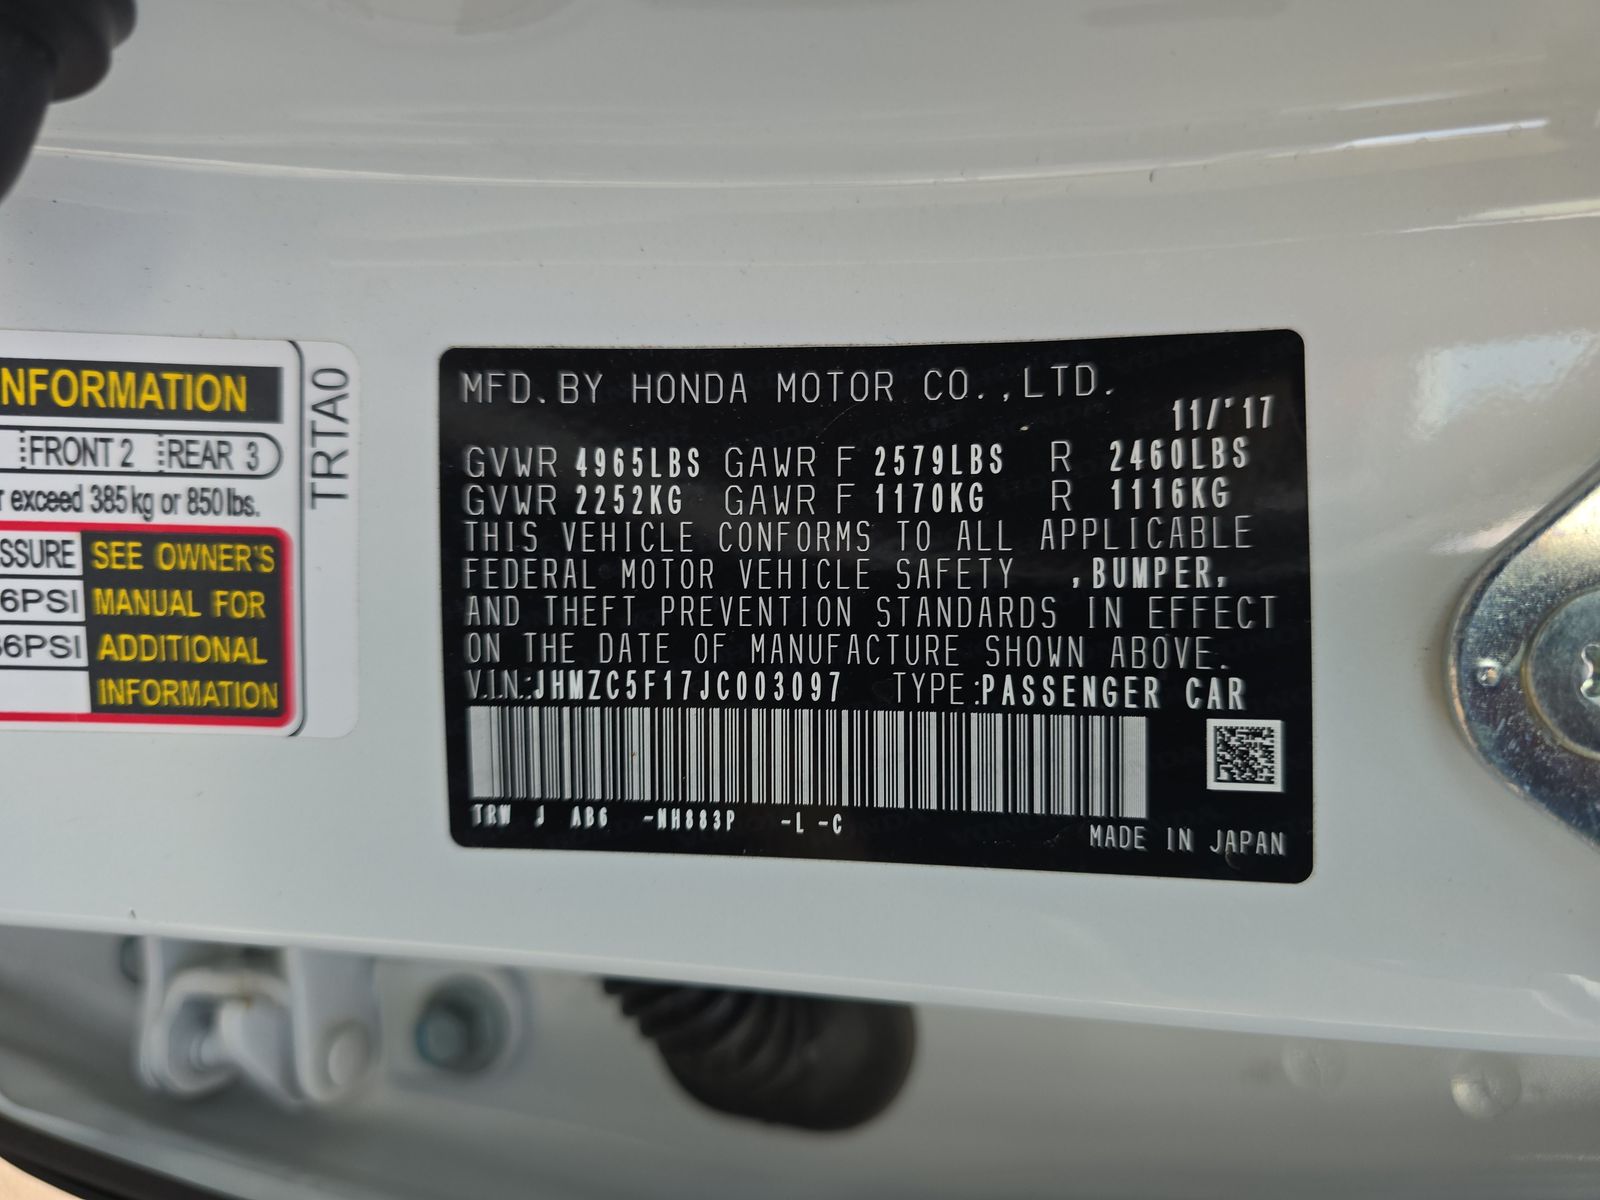 NFORMATION
FRONT 2 REAR 3
exceed 385 kg or 850 lbs.
SSURE SEE OWNER'S
6PSI MANUAL FOR
36PSI ADDITIONAL
INFORMATION
TRTA0
MFD.BY HONDA MOTOR CO.,LTD.
11/'17
GVWR 4965LBS GAWR F 2579LBS R 2460LBS
GVWR 2252KG GAWR F 1170KG R 1116KG
THIS VEHICLE CONFORMS TO ALL APPLICABLE
FEDERAL MOTOR VEHICLE SAFETY ,BUMPER,
AND THEFT PREVENTION STANDARDS IN EFFECT
ON THE DATE OF MANUFACTURE SHOWN ABOVE.
V.I.N.:JHMZC5F17JC003097 TYPE:PASSENGER CAR
TRW J AB6 -NH883P -L -C
MADE IN JAPAN